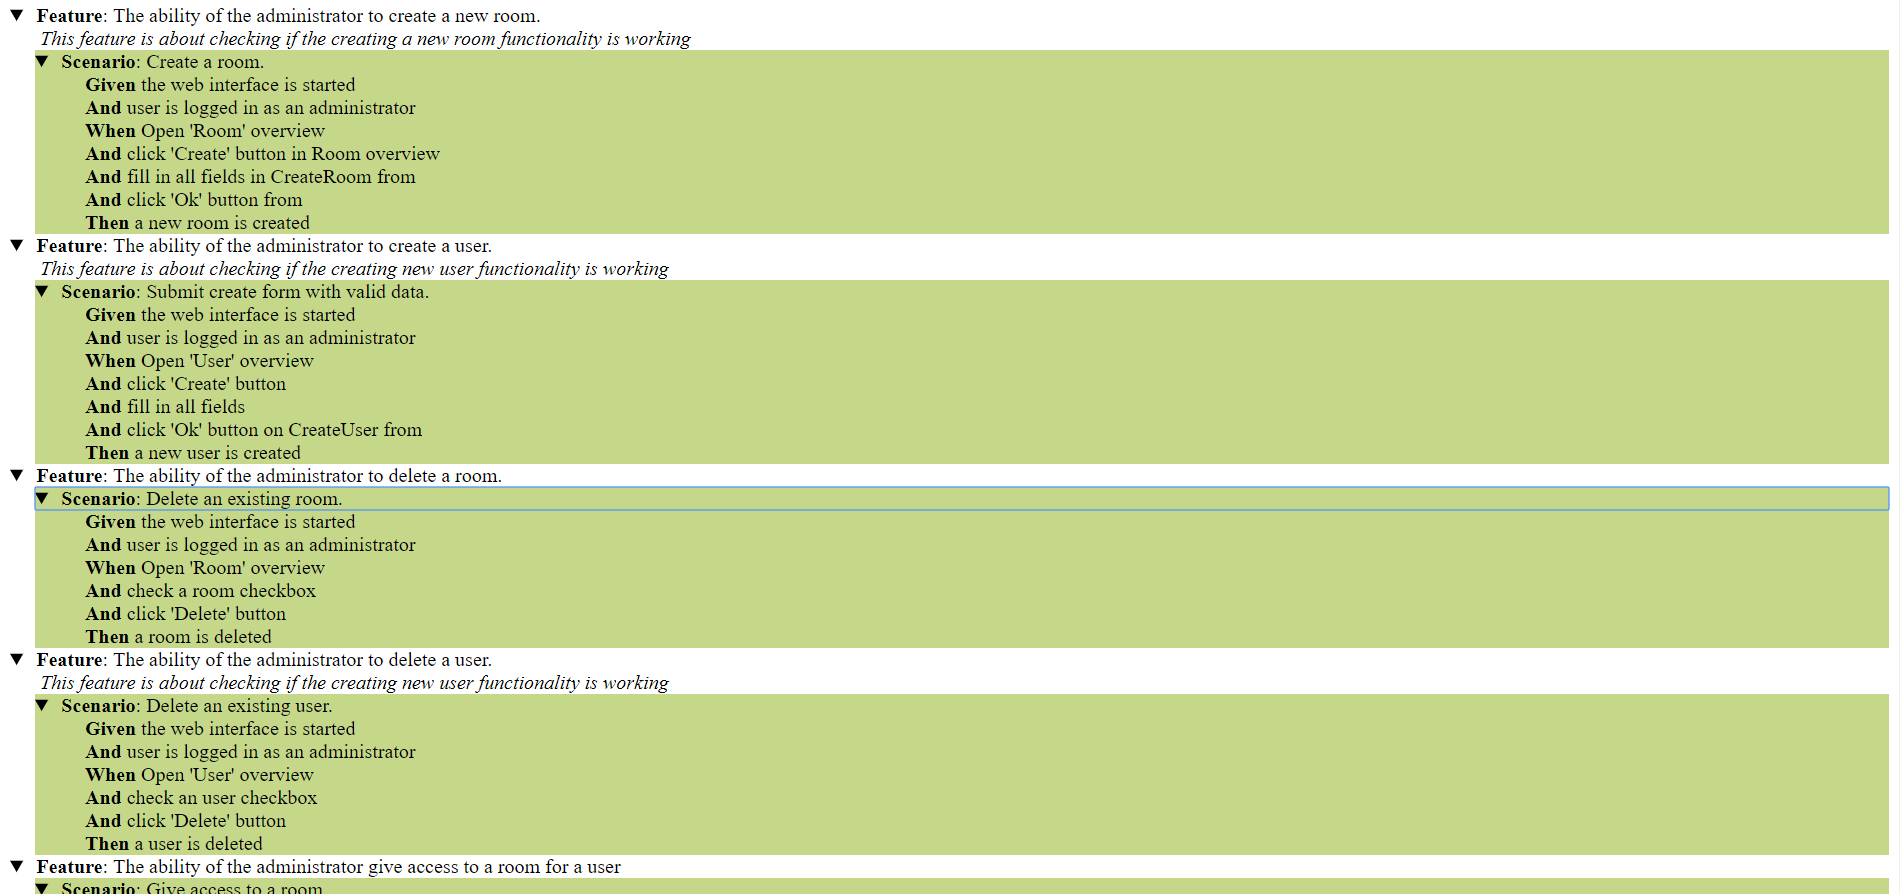 Feature: The ability of the administrator to create a new room.
This feature is about checking if the creating a new room functionality is working
Scenario: Create a room.
Given the web interface is started
And user is logged in as an administrator
When Open 'Room' overview
And click 'Create' button in Room overview
And fill in all fields in CreateRoom from
And click 'Ok' button from
Then a new room is created
Feature: The ability of the administrator to create a user.
This feature is about checking if the creating new user functionality is working
Scenario: Submit create form with valid data.
Given the web interface is started
And user is logged in as an administrator
When Open 'User' overview
And click 'Create' button
And fill in all fields
And click 'Ok' button on CreateUser from
Then a new user is created
Feature: The ability of the administrator to delete a room.
Scenario: Delete an existing room.
Given the web interface is started
And user is logged in as an administrator
When Open 'Room' overview
And check a room checkbox
And click 'Delete' button
Then a room is deleted
Feature: The ability of the administrator to delete a user.
This feature is about checking if the creating new user functionality is working
Scenario: Delete an existing user.
Given the web interface is started
And user is logged in as an administrator
When Open 'User' overview
And check an user checkbox
And click 'Delete' button
Then a user is deleted
Feature: The ability of the administrator give access to a room for a user
Scenario: Give access to a room